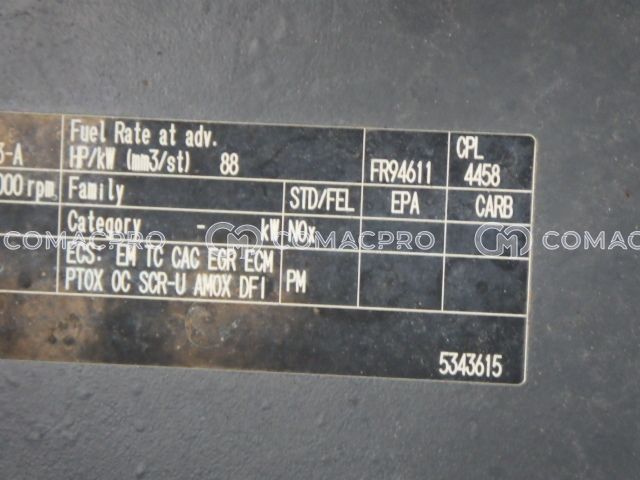 Fuel Rate at adv.
3-A HP/kW (mm3/st) 88 FR94611 CPL 4458
000 rpm Family STD/FEL EPA CARB
Category - kW NOx
COMACPRO COMACPRO COMACPRO
ECS: EM TC CAC EGR ECM
PTOX OC SCR-U AMOX DFI PM
5343615